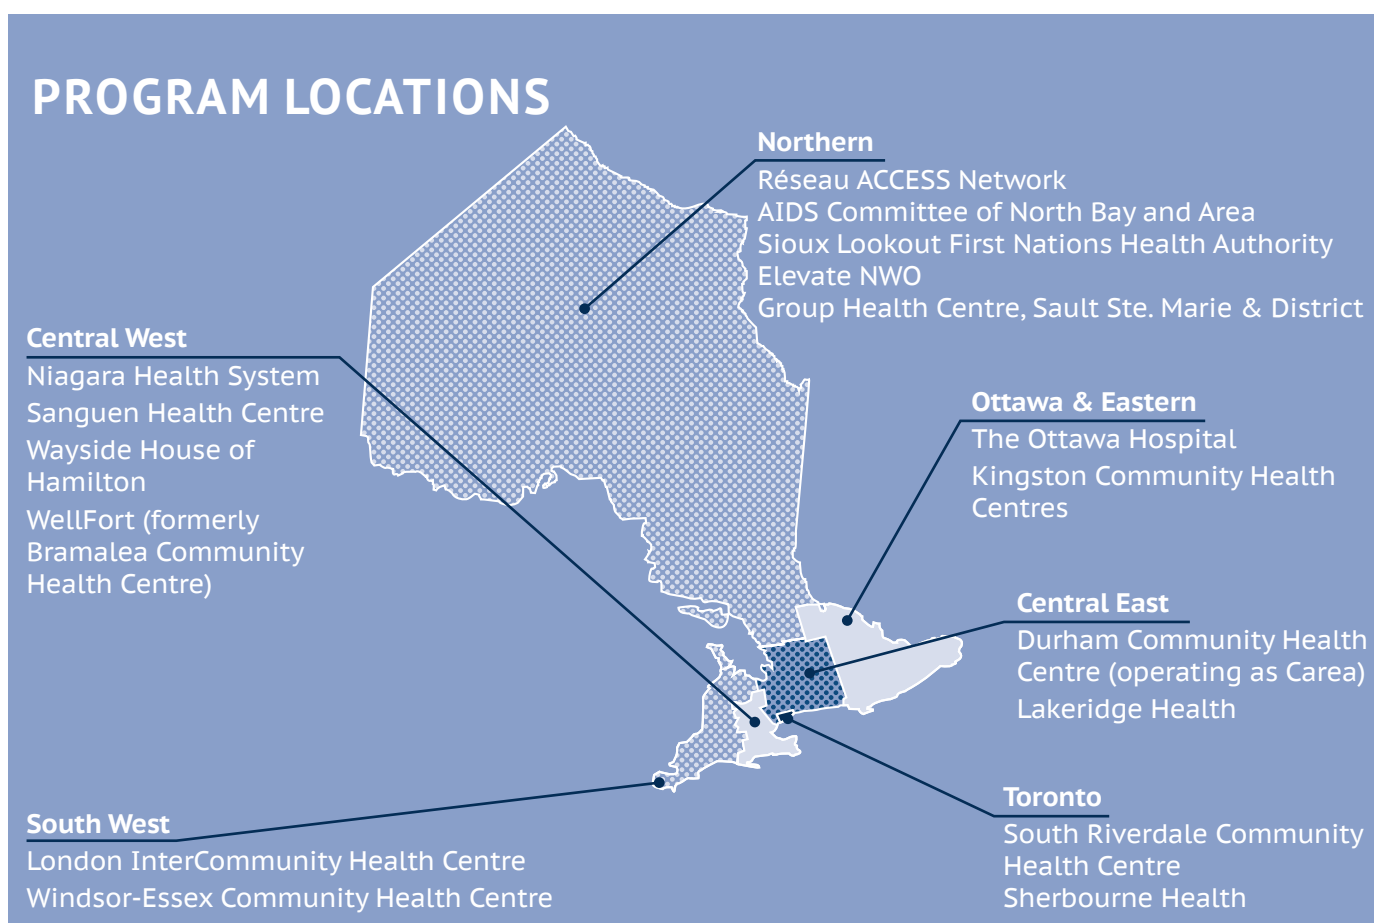 PROGRAM LOCATIONS
Northern
Réseau ACCESS Network
AIDS Committee of North Bay and Area
Sioux Lookout First Nations Health Authority
Elevate NWO
Group Health Centre, Sault Ste. Marie & District
Central West
Niagara Health System
Sanguen Health Centre
Wayside House of
Hamilton
WellFort (formerly
Bramalea Community
Health Centre)
Ottawa & Eastern
The Ottawa Hospital
Kingston Community Health
Centres
Central East
Durham Community Health
Centre (operating as Carea)
Lakeridge Health
Toronto
South Riverdale Community
Health Centre
Sherbourne Health
South West
London InterCommunity Health Centre
Windsor-Essex Community Health Centre